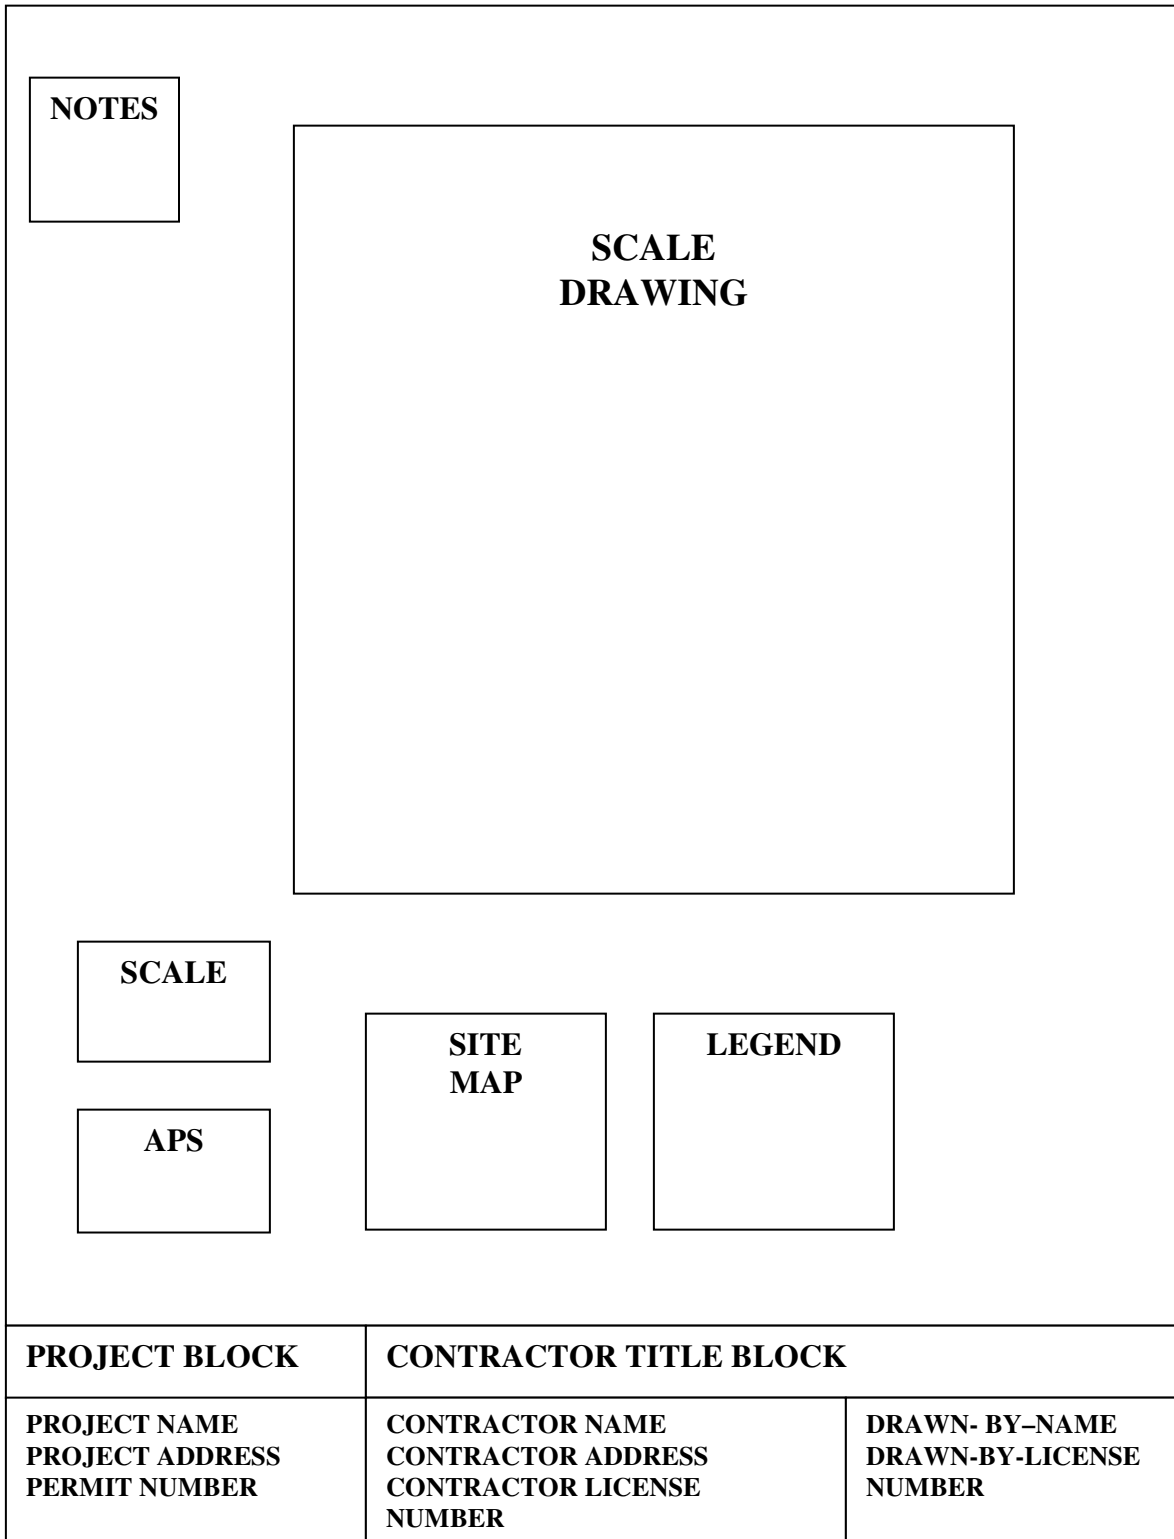 NOTES
SCALE
DRAWING
SCALE
SITE
MAP
LEGEND
APS
PROJECT BLOCK
CONTRACTOR TITLE BLOCK
PROJECT NAME
PROJECT ADDRESS
PERMIT NUMBER
CONTRACTOR NAME
CONTRACTOR ADDRESS
CONTRACTOR LICENSE
NUMBER
DRAWN- BY–NAME
DRAWN-BY-LICENSE
NUMBER